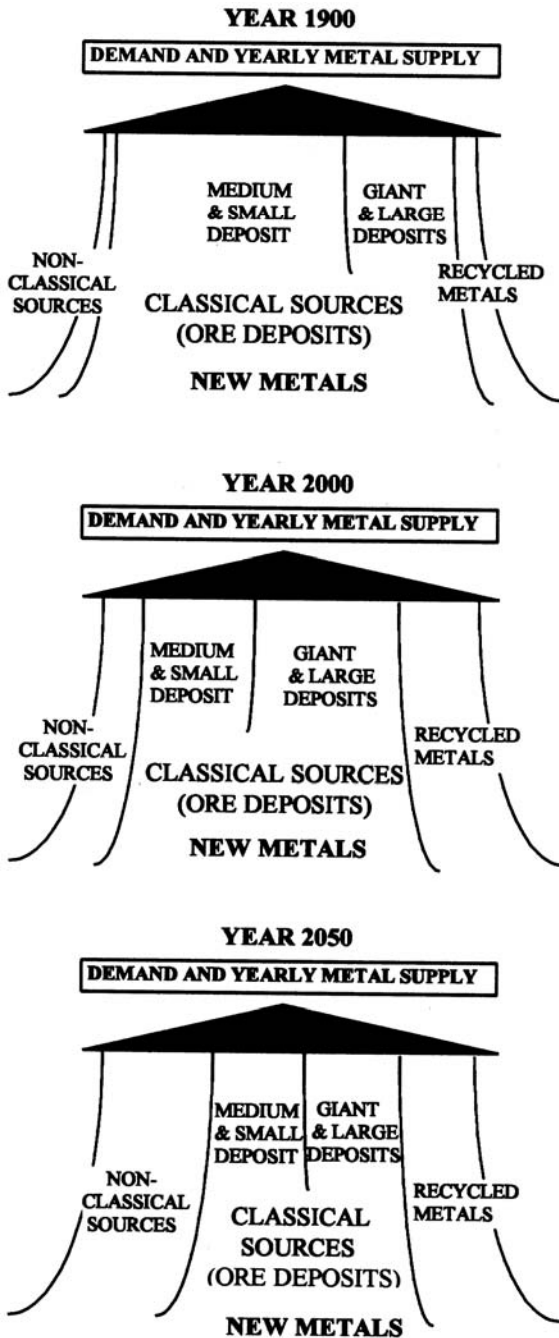 YEAR 1900
DEMAND AND YEARLY METAL SUPPLY
MEDIUM
& SMALL
DEPOSIT
GIANT
& LARGE
DEPOSITS
NON-
CLASSICAL
SOURCES
RECYCLED
METALS
CLASSICAL SOURCES
(ORE DEPOSITS)
NEW METALS
YEAR 2000
DEMAND AND YEARLY METAL SUPPLY
MEDIUM
& SMALL
DEPOSIT
GIANT
& LARGE
DEPOSITS
NON-
CLASSICAL
SOURCES
RECYCLED
METALS
CLASSICAL SOURCES
(ORE DEPOSITS)
NEW METALS
YEAR 2050
DEMAND AND YEARLY METAL SUPPLY
MEDIUM
& SMALL
DEPOSIT
GIANT
& LARGE
DEPOSITS
NON-
CLASSICAL
SOURCES
RECYCLED
METALS
CLASSICAL
SOURCES
(ORE DEPOSITS)
NEW METALS